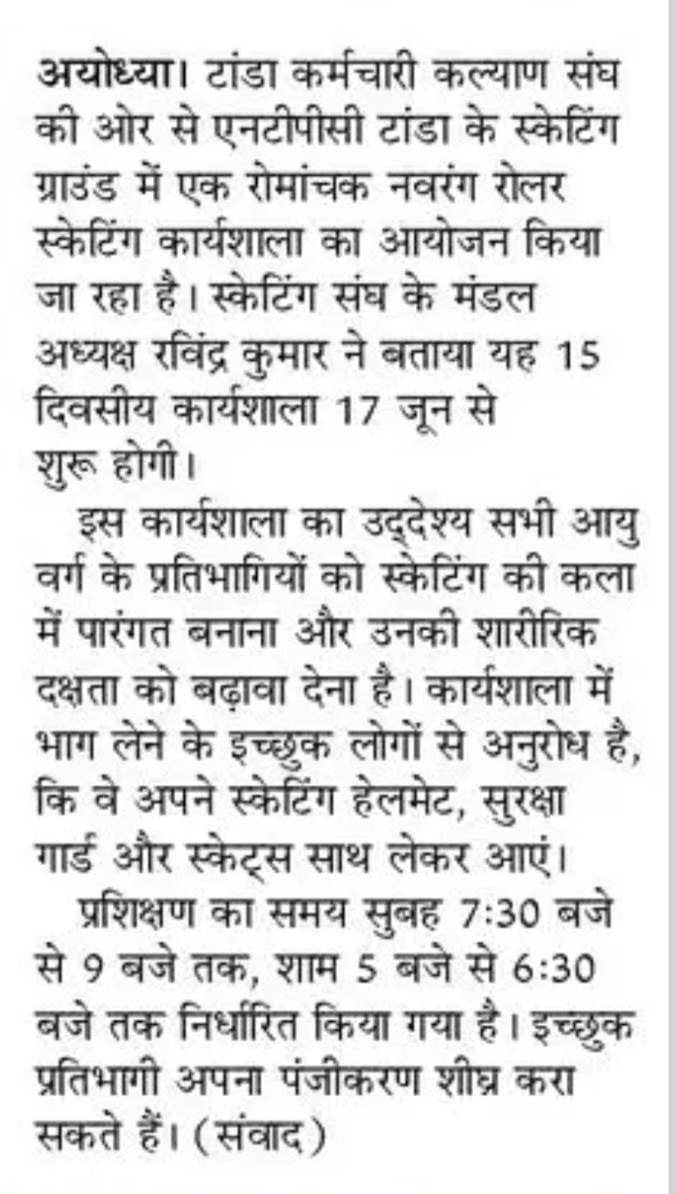 अयोध्या। टांडा कर्मचारी कल्याण संघ
की ओर से एनटीपीसी टांडा के स्केटिंग
ग्राउंड में एक रोमांचक नवरंग रोलर
स्केटिंग कार्यशाला का आयोजन किया
जा रहा है। स्केटिंग संघ के मंडल
अध्यक्ष रविंद्र कुमार ने बताया यह 15
दिवसीय कार्यशाला 17 जून से
शुरू होगी।
इस कार्यशाला का उद्देश्य सभी आयु
वर्ग के प्रतिभागियों को स्केटिंग की कला
में पारंगत बनाना और उनकी शारीरिक
दक्षता को बढ़ावा देना है। कार्यशाला में
भाग लेने के इच्छुक लोगों से अनुरोध है,
कि वे अपने स्केटिंग हेलमेट, सुरक्षा
गार्ड और स्केट्स साथ लेकर आएं।
प्रशिक्षण का समय सुबह 7:30 बजे
से 9 बजे तक, शाम 5 बजे से 6:30
बजे तक निर्धारित किया गया है। इच्छुक
प्रतिभागी अपना पंजीकरण शीघ्र करा
सकते हैं। (संवाद)